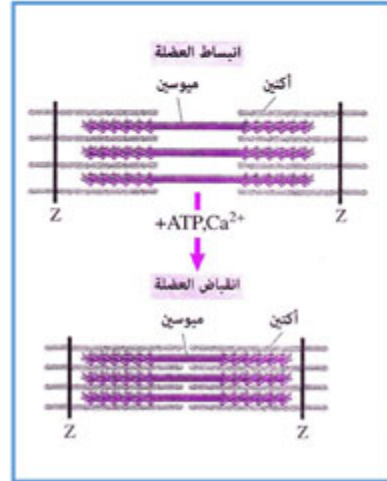 انبساط العضلة
ميوسين أكتين
Z Z
+ATP,Ca²⁺
انقباض العضلة
ميوسين أكتين
Z Z